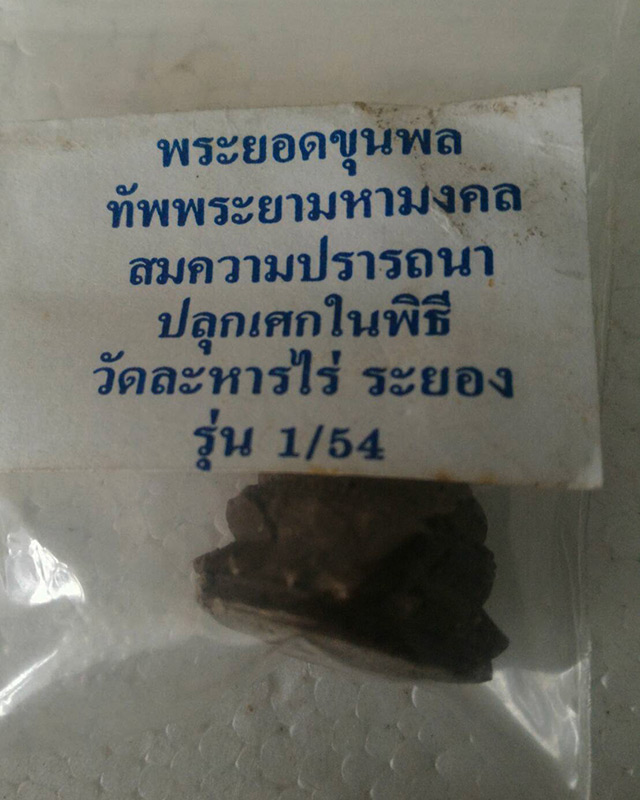 พระยอดขุนพล
ทัพพระยามหามงคล
สมความปรารถนา
ปลุกเศกในพิธี
วัดละหารไร่ ระยอง
รุ่น 1/54